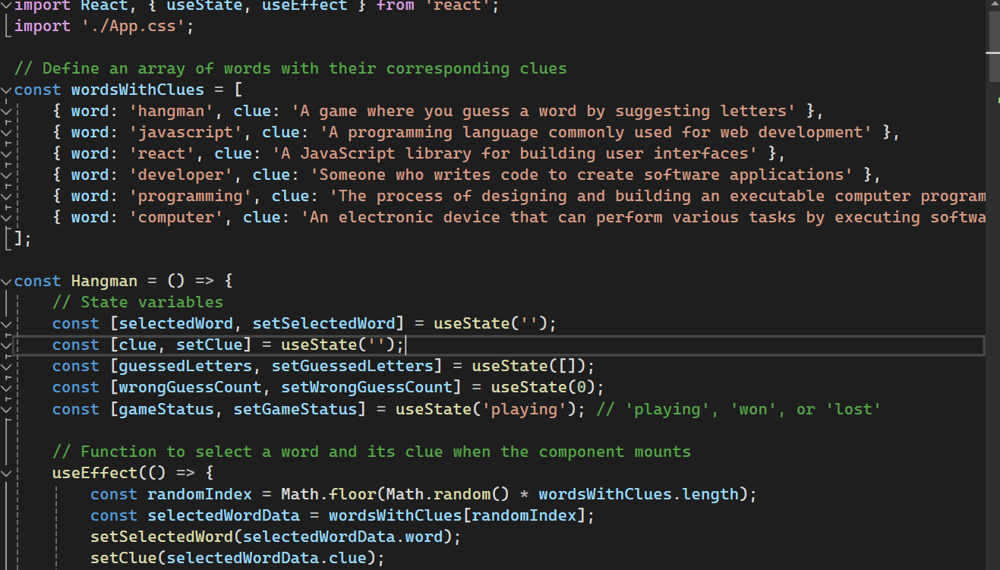 import React, { useState, useEffect } from 'react';
import './App.css';
// Define an array of words with their corresponding clues
const wordsWithClues = [
{ word: 'hangman', clue: 'A game where you guess a word by suggesting letters' },
{ word: 'javascript', clue: 'A programming language commonly used for web development' },
{ word: 'react', clue: 'A JavaScript library for building user interfaces' },
{ word: 'developer', clue: 'Someone who writes code to create software applications' },
{ word: 'programming', clue: 'The process of designing and building an executable computer program
{ word: 'computer', clue: 'An electronic device that can perform various tasks by executing softwa
];
const Hangman = () => {
// State variables
const [selectedWord, setSelectedWord] = useState('');
const [clue, setClue] = useState('');
const [guessedLetters, setGuessedLetters] = useState([]);
const [wrongGuessCount, setWrongGuessCount] = useState(0);
const [gameStatus, setGameStatus] = useState('playing'); // 'playing', 'won', or 'lost'
// Function to select a word and its clue when the component mounts
useEffect(() => {
const randomIndex = Math.floor(Math.random() * wordsWithClues.length);
const selectedWordData = wordsWithClues[randomIndex];
setSelectedWord(selectedWordData.word);
setClue(selectedWordData.clue);